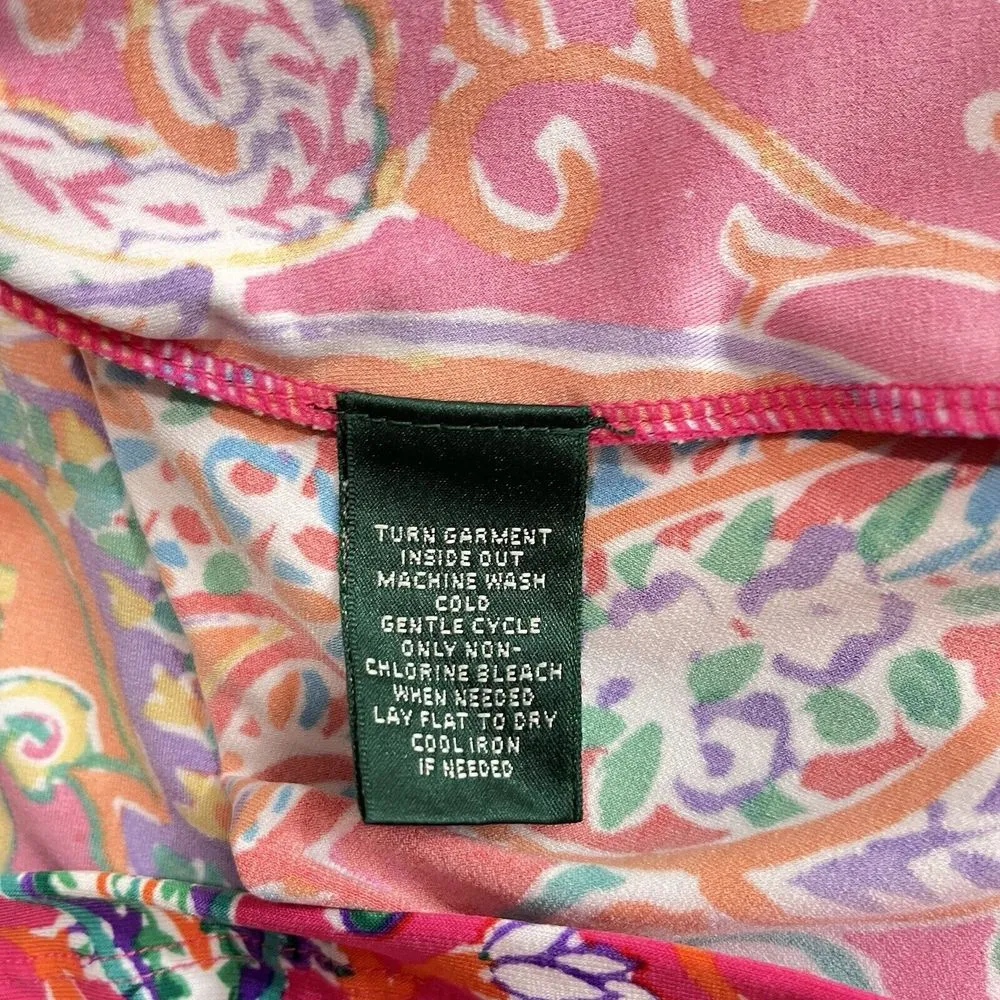 TURN GARMENT
INSIDE OUT
MACHINE WASH
COLD
GENTLE CYCLE
ONLY NON-
CHLORINE BLEACH
WHEN NEEDED
LAY FLAT TO DRY
COOL IRON
IF NEEDED